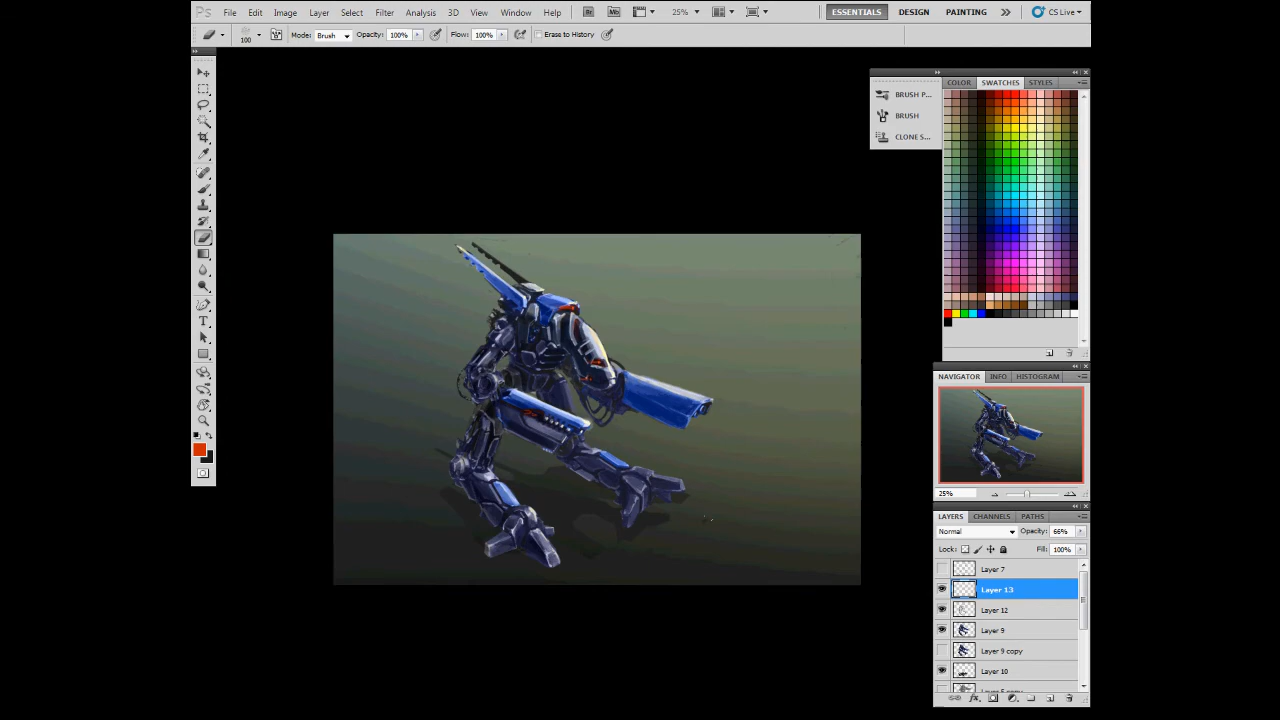 Ps File Edit Image Layer Select Filter Analysis 3D View Window Help Br Mb 25% ESSENTIALS DESIGN PAINTING CS Live
100 Mode: Brush Opacity: 100% Flow: 100% Erase to History
COLOR SWATCHES STYLES
BRUSH P...
BRUSH
CLONE S...
NAVIGATOR INFO HISTOGRAM
25%
LAYERS CHANNELS PATHS
Normal Opacity: 66%
Lock: Fill: 100%
Layer 7
Layer 13
Layer 12
Layer 9
Layer 9 copy
Layer 10